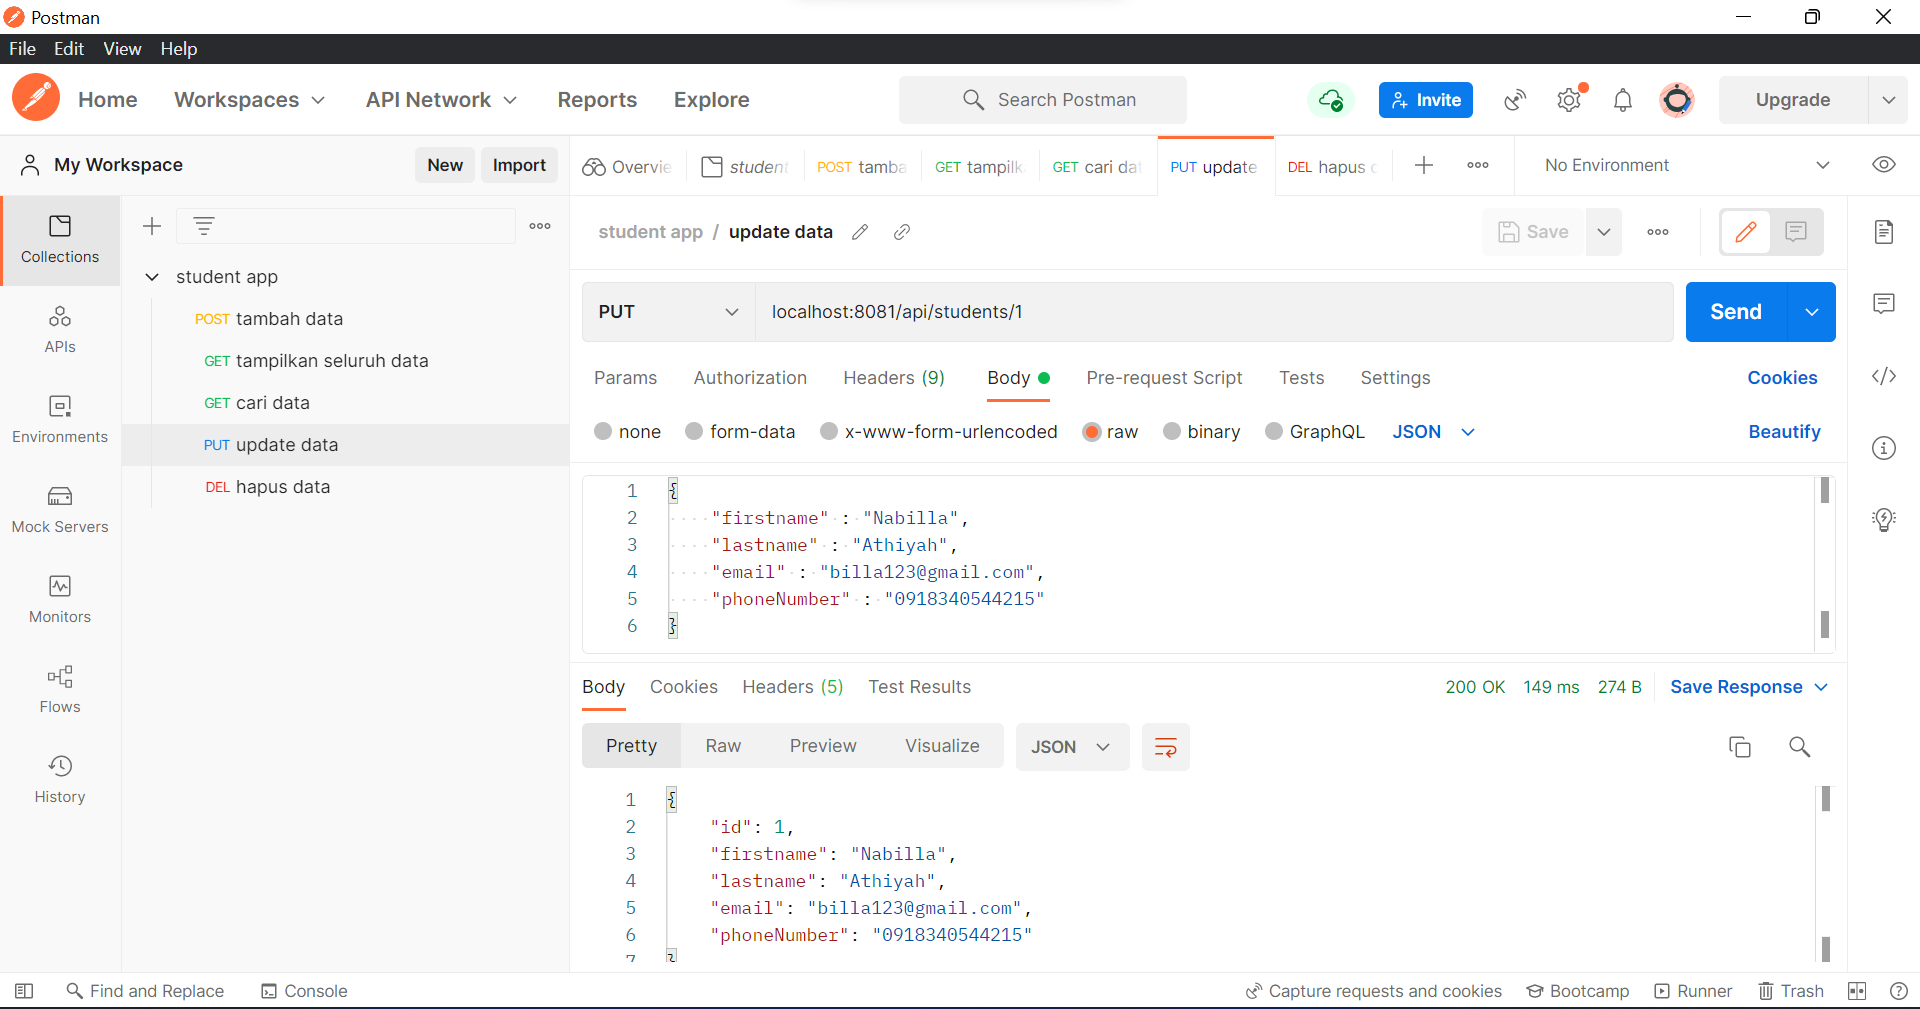 Postman
File Edit View Help
Home Workspaces API Network Reports Explore Search Postman Invite Upgrade
My Workspace New Import
Overvie student POST tamba GET tampilk GET cari dat PUT update DEL hapus No Environment
Collections
APIs
Environments
Mock Servers
Monitors
Flows
History
student app
POST tambah data
GET tampilkan seluruh data
GET cari data
PUT update data
DEL hapus data
student app / update data Save
PUT localhost:8081/api/students/1 Send
Params Authorization Headers (9) Body Pre-request Script Tests Settings Cookies
none form-data x-www-form-urlencoded raw binary GraphQL JSON Beautify
1 {
2 "firstname" : "Nabilla",
3 "lastname" : "Athiyah",
4 "email" : "billa123@gmail.com",
5 "phoneNumber" : "0918340544215"
6 }
Body Cookies Headers (5) Test Results 200 OK 149 ms 274 B Save Response
Pretty Raw Preview Visualize JSON
1 {
2 "id": 1,
3 "firstname": "Nabilla",
4 "lastname": "Athiyah",
5 "email": "billa123@gmail.com",
6 "phoneNumber": "0918340544215"
7 }
Find and Replace Console Capture requests and cookies Bootcamp Runner Trash